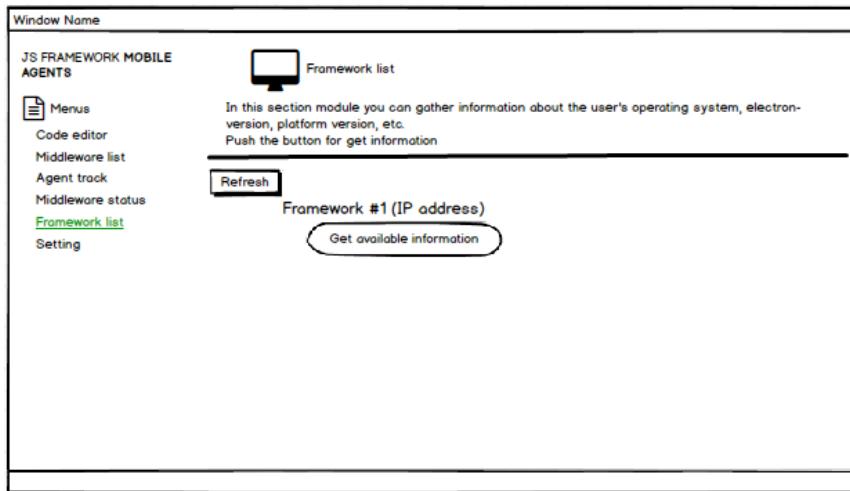 Window Name
JS FRAMEWORK MOBILE
AGENTS
Menus
Code editor
Middleware list
Agent track
Middleware status
Framework list
Setting
Framework list
In this section module you can gather information about the user's operating system, electron-
version, platform version, etc.
Push the button for get information
Refresh
Framework #1 (IP address)
Get available information